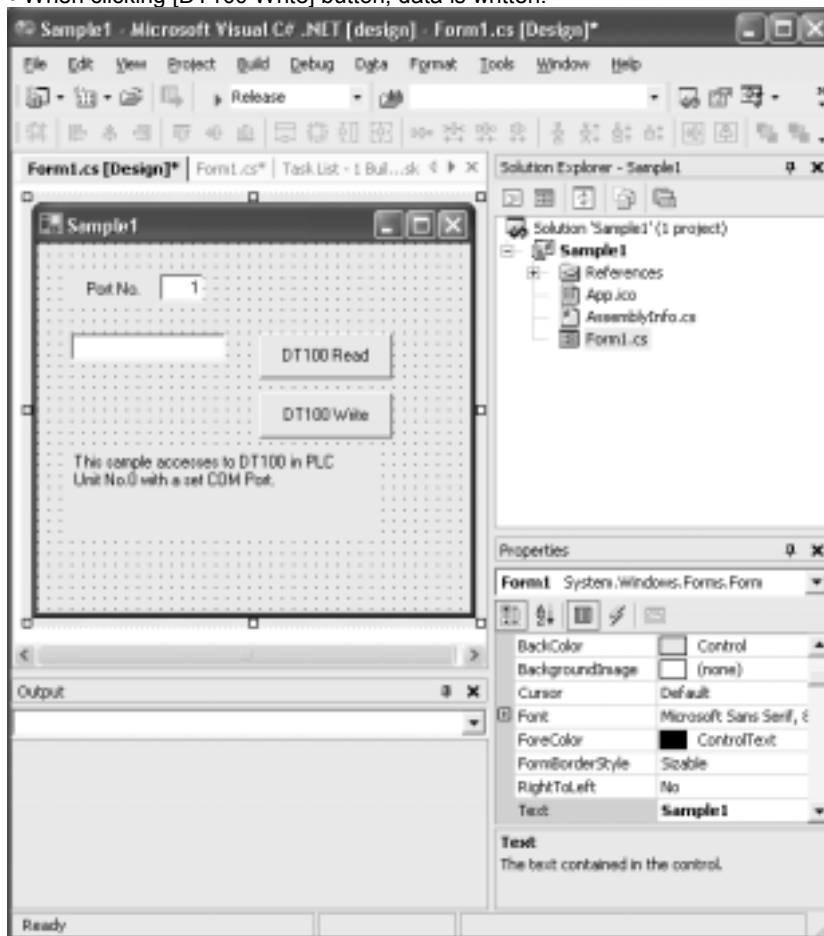 • When clicking [DT100 Write] button, data is written.
Sample1 - Microsoft Visual C# .NET [design] - Form1.cs [Design]*
File Edit View Project Build Debug Data Format Tools Window Help
Release
Form1.cs [Design]* Form1.cs* Task List - 1 Buil...sk
Sample1
Port No. 1
DT100 Read
DT100 Write
This sample accesses to DT100 in PLC
Unit No.0 with a set COM Port.
Output
Solution Explorer - Sample1
Solution 'Sample1' (1 project)
Sample1
References
App.ico
AssemblyInfo.cs
Form1.cs
Properties
Form1 System.Windows.Forms.Form
BackColor Control
BackgroundImage (none)
Cursor Default
Font Microsoft Sans Serif, 8
ForeColor ControlText
FormBorderStyle Sizable
RightToLeft No
Text Sample1
Text
The text contained in the control.
Ready